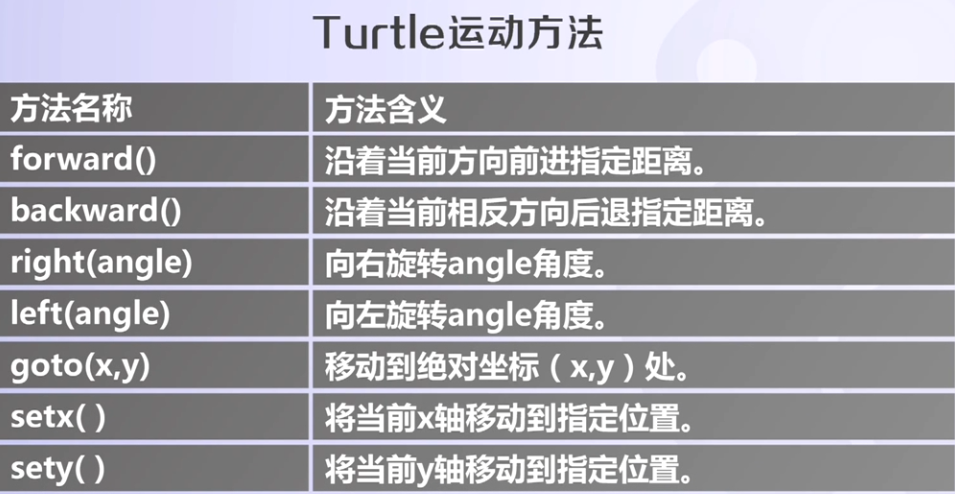 Turtle运动方法
方法名称 方法含义
forward() 沿着当前方向前进指定距离。
backward() 沿着当前相反方向后退指定距离。
right(angle) 向右旋转angle角度。
left(angle) 向左旋转angle角度。
goto(x,y) 移动到绝对坐标（x,y）处。
setx( ) 将当前x轴移动到指定位置。
sety( ) 将当前y轴移动到指定位置。